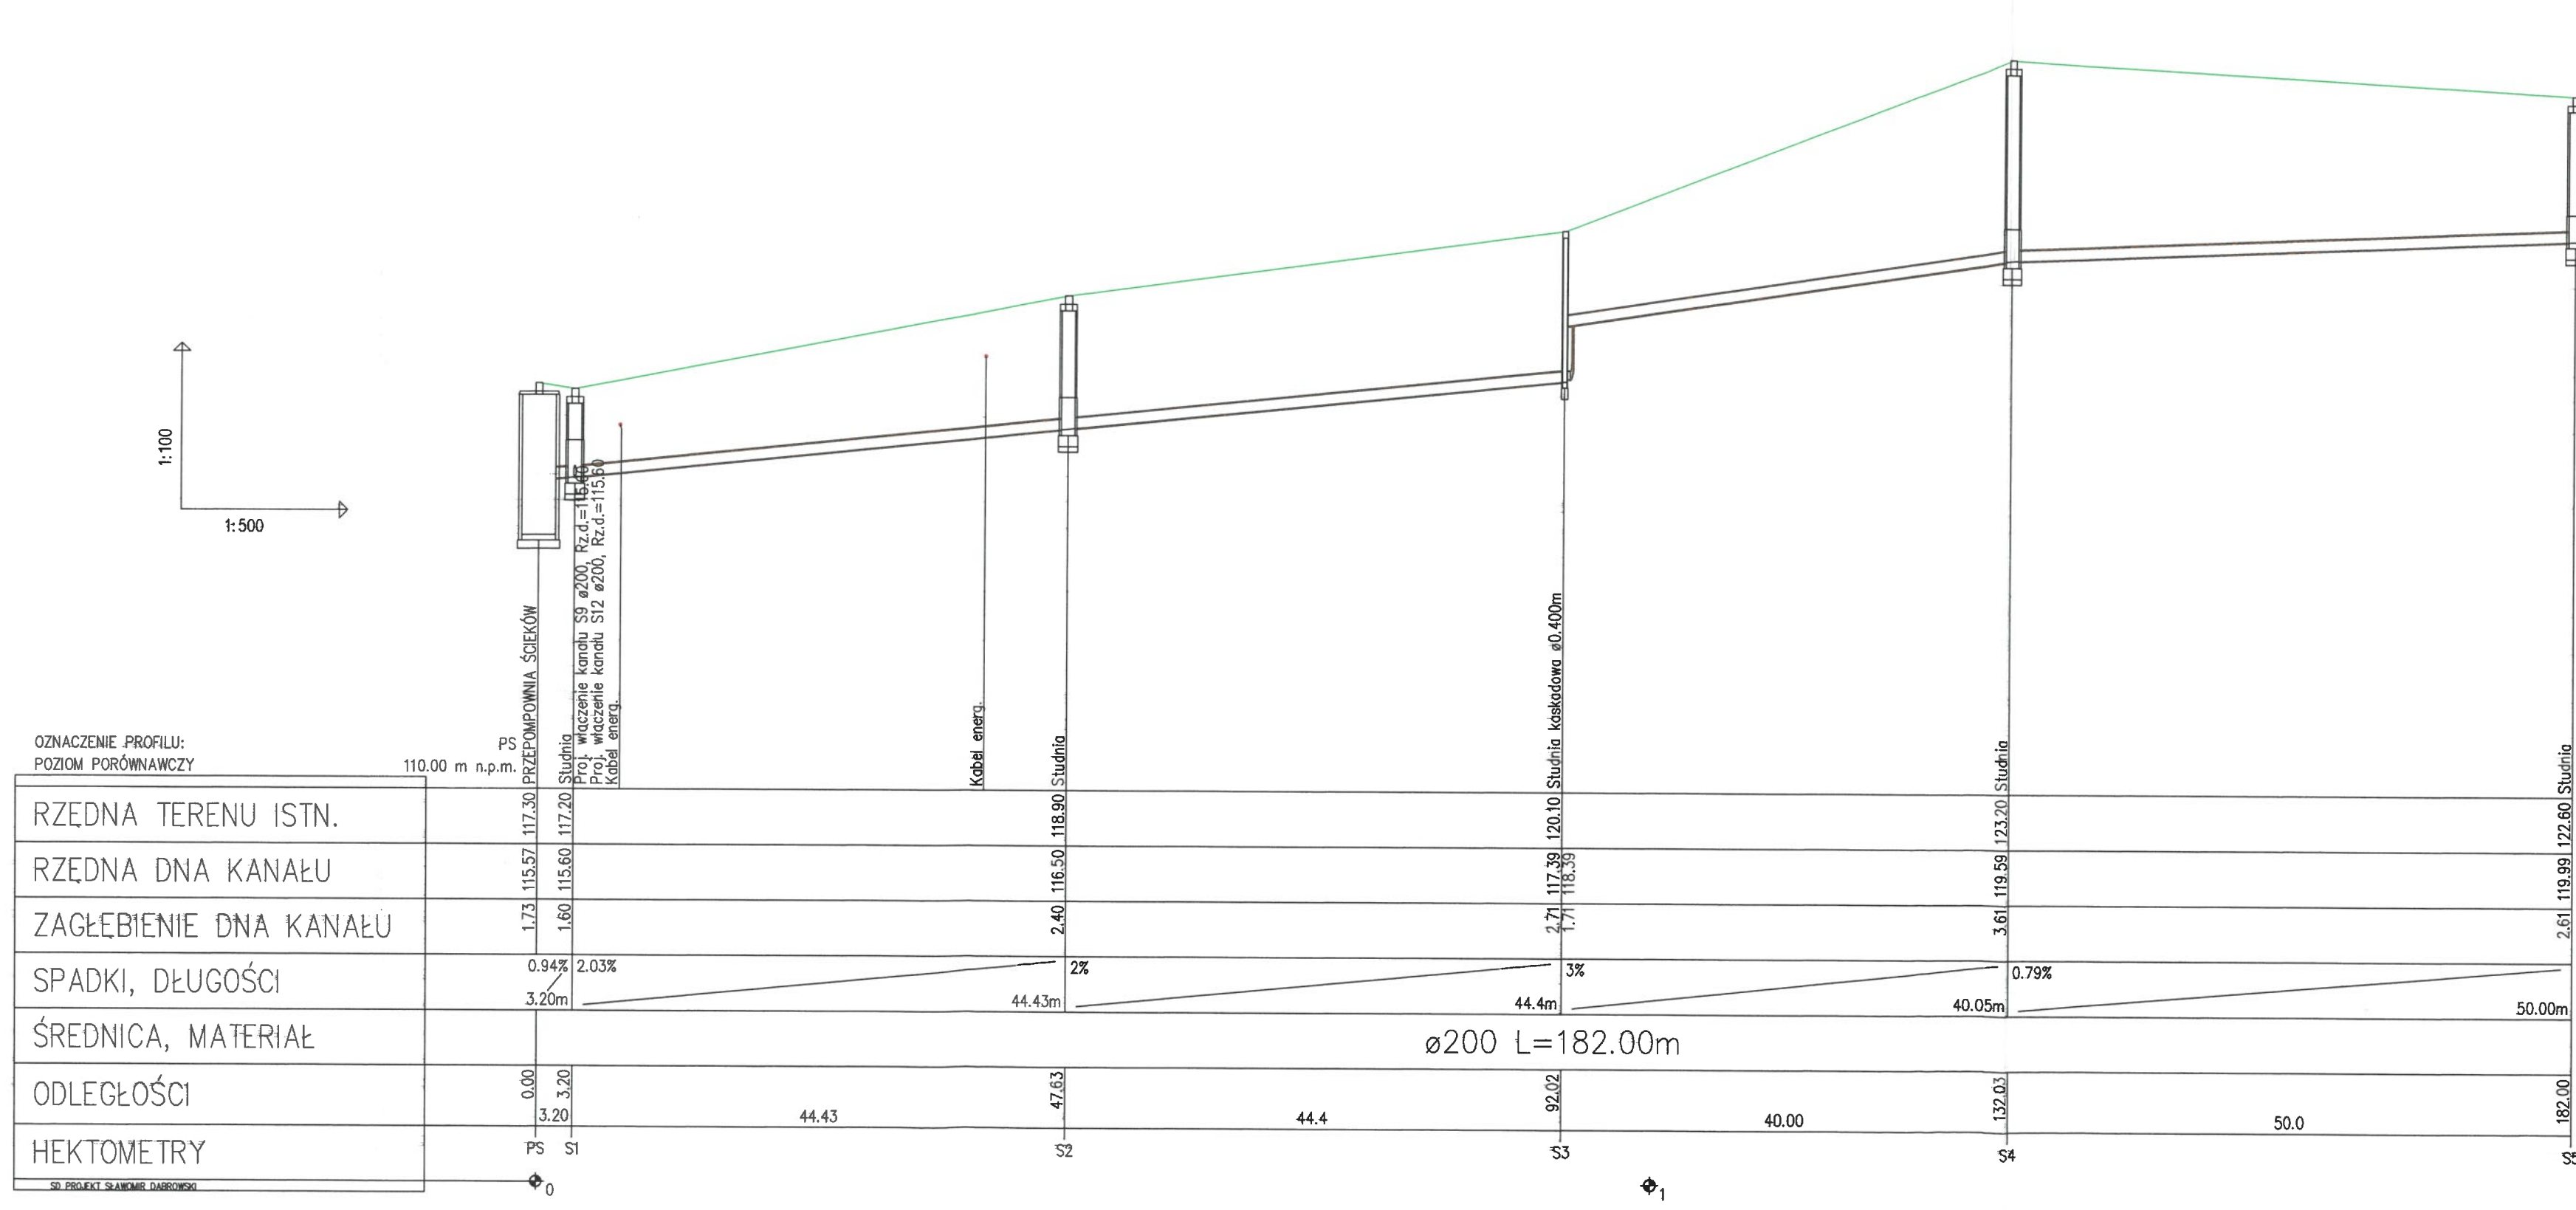 1:100
1:500
OZNACZENIE PROFILU:
PS
POZIOM PORÓWNAWCZY
110.00 m n.p.m.
PRZEPOMPOWNIA ŚCIEKÓW
Studnia
Proj. włączenie kanału S9 ø200, Rz.d.=115.60
Proj. włączenie kanału S12 ø200, Rz.d.=115.60
Kabel energ.
Kabel energ.
Studnia
Studnia kaskadowa ø0.400m
Studnia
Studnia
RZĘDNA TERENU ISTN.
117.30
117.20
118.90
120.10
123.20
122.60
RZĘDNA DNA KANAŁU
115.57
115.60
116.50
117.39
118.39
119.59
119.99
ZAGŁĘBIENIE DNA KANAŁU
1.73
1.60
2.40
2.71
1.71
3.61
2.61
SPADKI, DŁUGOŚCI
0.94%
2.03%
2%
3%
0.79%
3.20m
44.43m
44.4m
40.05m
50.00m
ŚREDNICA, MATERIAŁ
ø200 L=182.00m
ODLEGŁOŚCI
0.00
3.20
47.63
92.02
132.03
182.00
3.20
44.43
44.4
40.00
50.0
HEKTOMETRY
PS
S1
S2
S3
S4
S5
SD PROJEKT SŁAWOMIR DĄBROWSKI
0
1